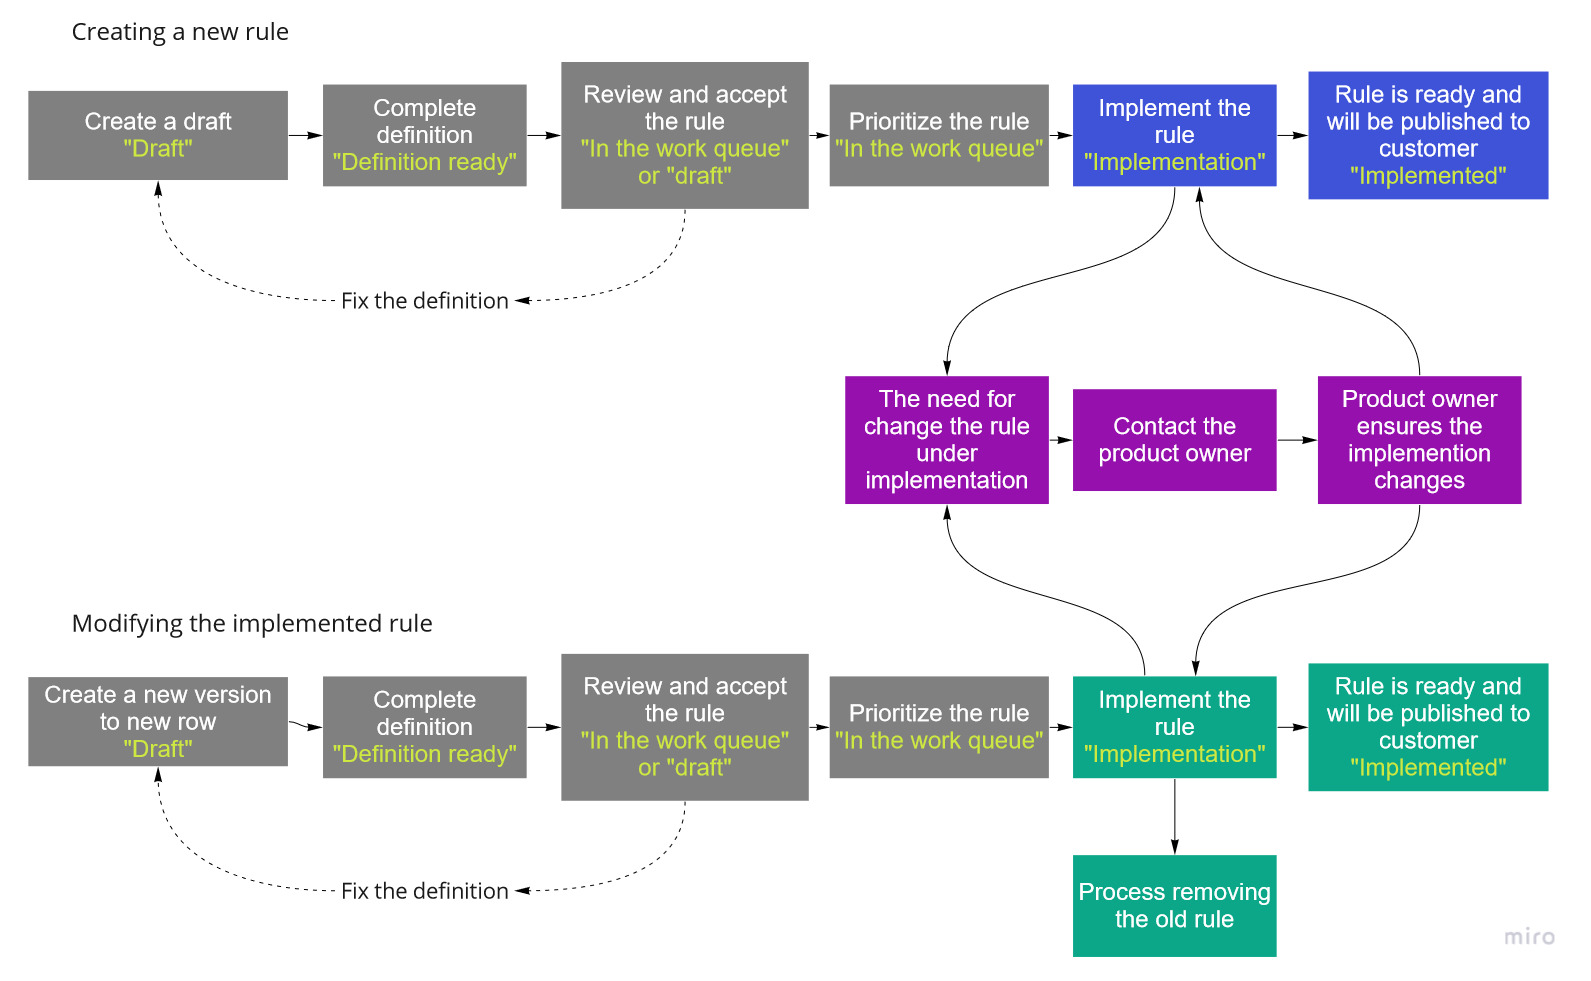 Creating a new rule
Create a draft
"Draft"
Complete
definition
"Definition ready"
Review and accept
the rule
"In the work queue"
or "draft"
Prioritize the rule
"In the work queue"
Implement the
rule
"Implementation"
Rule is ready and
will be published to
customer
"Implemented"
Fix the definition
The need for
change the rule
under
implementation
Contact the
product owner
Product owner
ensures the
implemention
changes
Modifying the implemented rule
Create a new version
to new row
"Draft"
Complete
definition
"Definition ready"
Review and accept
the rule
"In the work queue"
or "draft"
Prioritize the rule
"In the work queue"
Implement the
rule
"Implementation"
Rule is ready and
will be published to
customer
"Implemented"
Fix the definition
Process removing
the old rule
miro